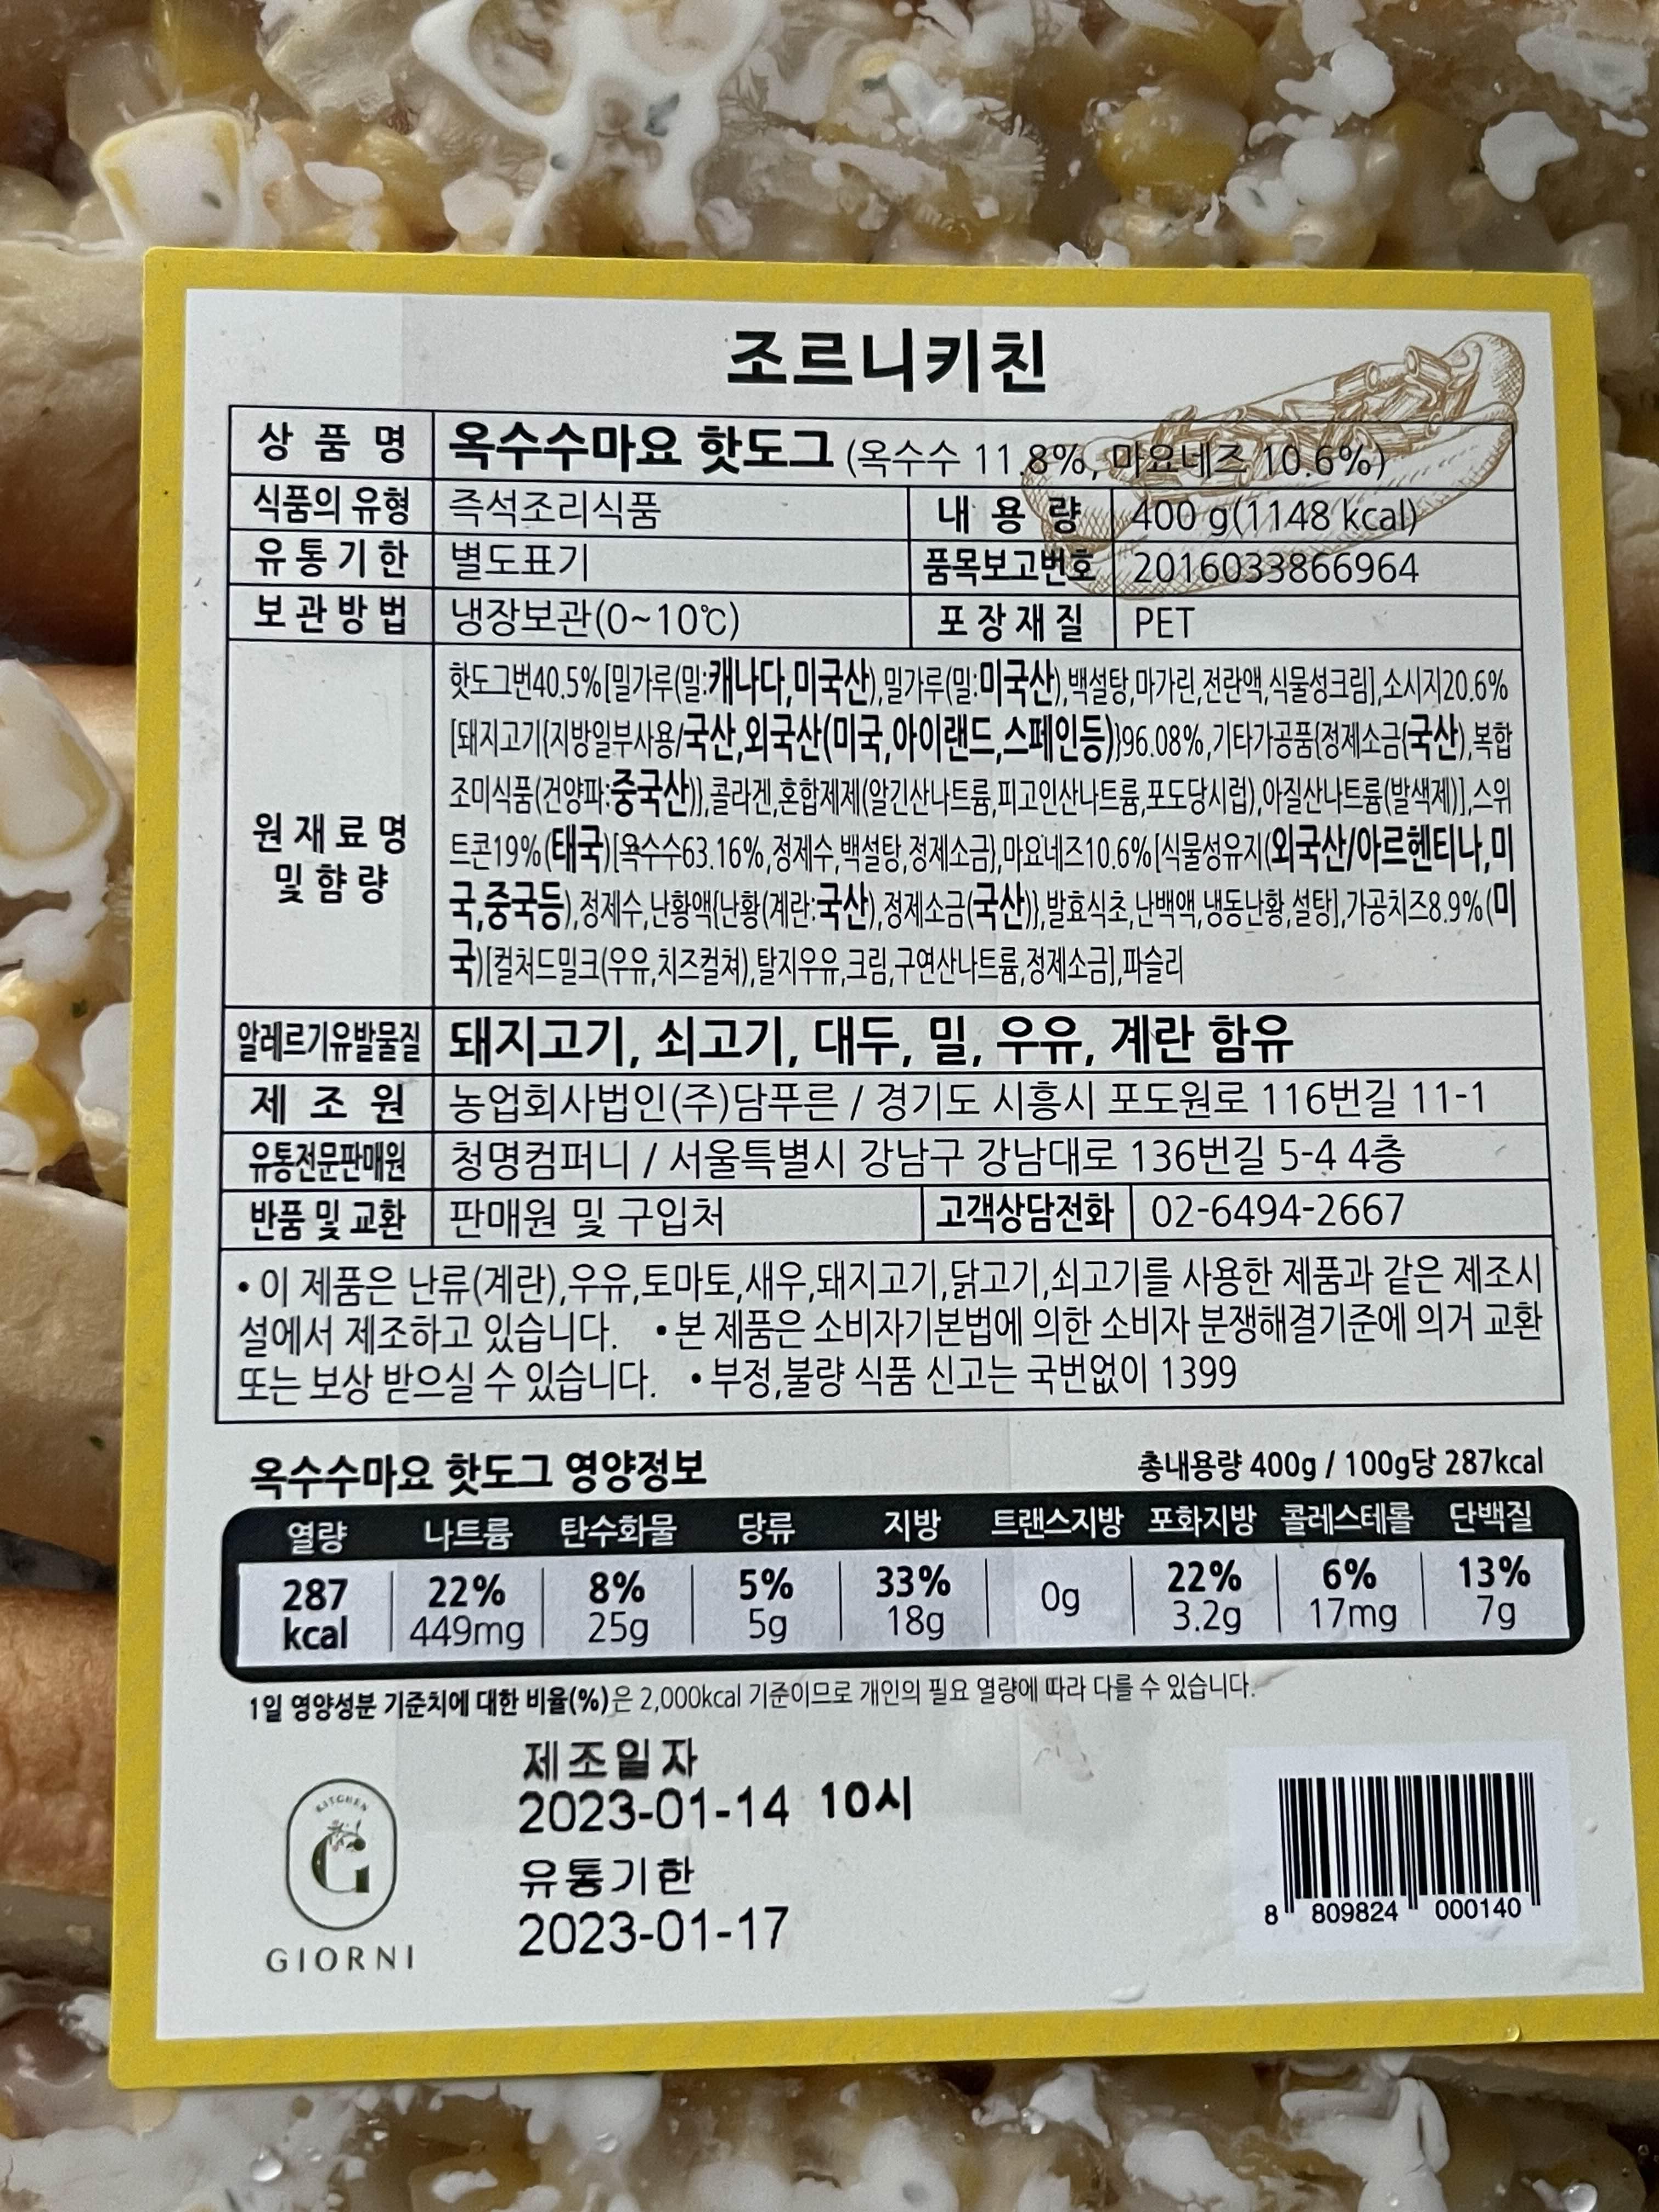 조르니키친
상 품 명 옥수수마요 핫도그 (옥수수 11.8%, 마요네즈 10.6%)
식품의 유형 즉석조리식품 내 용 량 400 g(1148 kcal)
유통기한 별도표기 품목보고번호 2016033866964
보관방법 냉장보관(0~10℃) 포장재질 PET
원재료명 및 함량
핫도그번40.5%[밀가루(밀:캐나다,미국산),밀가루(밀:미국산),백설탕,마가린,전란액,식물성크림],소시지20.6%
[돼지고기{지방일부사용/국산,외국산(미국,아이랜드,스페인등)}96.08%,기타가공품{정제소금{국산),복합
조미식품(건양파:중국산)},콜라겐,혼합제제(알긴산나트륨,피고인산나트륨,포도당시럽),아질산나트륨(발색제)],스위
트콘19%(태국)[옥수수63.16%,정제수,백설탕,정제소금},마요네즈10.6%[식물성유지(외국산/아르헨티나,미
국,중국등),정제수,난황액{난황(계란:국산),정제소금(국산)},발효식초,난백액,냉동난황,설탕],가공치즈8.9%(미
국)[컬처드밀크(우유,치즈컬쳐),탈지우유,크림,구연산나트륨,정제소금],파슬리
알레르기유발물질 돼지고기, 쇠고기, 대두, 밀, 우유, 계란 함유
제 조 원 농업회사법인(주)담푸른 / 경기도 시흥시 포도원로 116번길 11-1
유통전문판매원 청명컴퍼니 / 서울특별시 강남구 강남대로 136번길 5-4 4층
반품 및 교환 판매원 및 구입처 고객상담전화 02-6494-2667
• 이 제품은 난류(계란),우유,토마토,새우,돼지고기,닭고기,쇠고기를 사용한 제품과 같은 제조시
설에서 제조하고 있습니다. •본 제품은 소비자기본법에 의한 소비자 분쟁해결기준에 의거 교환
또는 보상 받으실 수 있습니다. •부정,불량 식품 신고는 국번없이 1399
옥수수마요 핫도그 영양정보 총내용량 400g / 100g당 287kcal
열량 나트륨 탄수화물 당류 지방 트랜스지방 포화지방 콜레스테롤 단백질
287 22% 8% 5% 33% 0g 22% 6% 13%
kcal 449mg 25g 5g 18g 3.2g 17mg 7g
1일 영양성분 기준치에 대한 비율(%)은 2,000kcal 기준이므로 개인의 필요 열량에 따라 다를 수 있습니다.
제조일자
2023-01-14 10시
유통기한
2023-01-17
KITCHEN
G
GIORNI
8 809824 000140